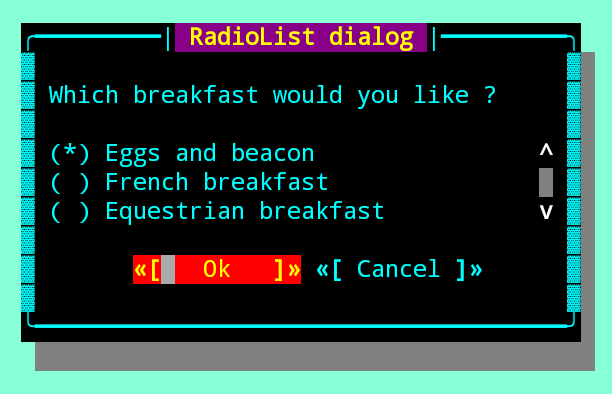 RadioList dialog
Which breakfast would you like ?
(*) Eggs and beacon ^
( ) French breakfast
( ) Equestrian breakfast v
«[ Ok ]» «[ Cancel ]»